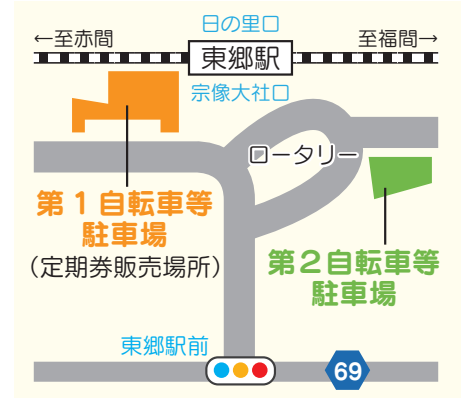 日の里口
←至赤間
至福間→
東郷駅
宗像大社口
ロータリー
第1自転車等
駐車場
(定期券販売場所)
第2自転車等
駐車場
東郷駅前
69